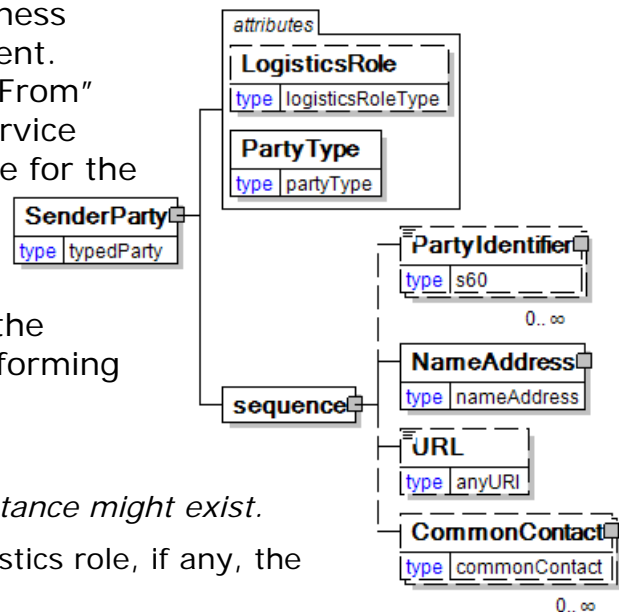 ness
ent.
From"
rvice
e for the
the
forming
tance might exist.
stics role, if any, the
attributes
LogisticsRole
type logisticsRoleType
PartyType
type partyType
SenderParty
type typedParty
sequence
PartyIdentifier
type s60
0.. ∞
NameAddress
type nameAddress
URL
type anyURI
CommonContact
type commonContact
0.. ∞